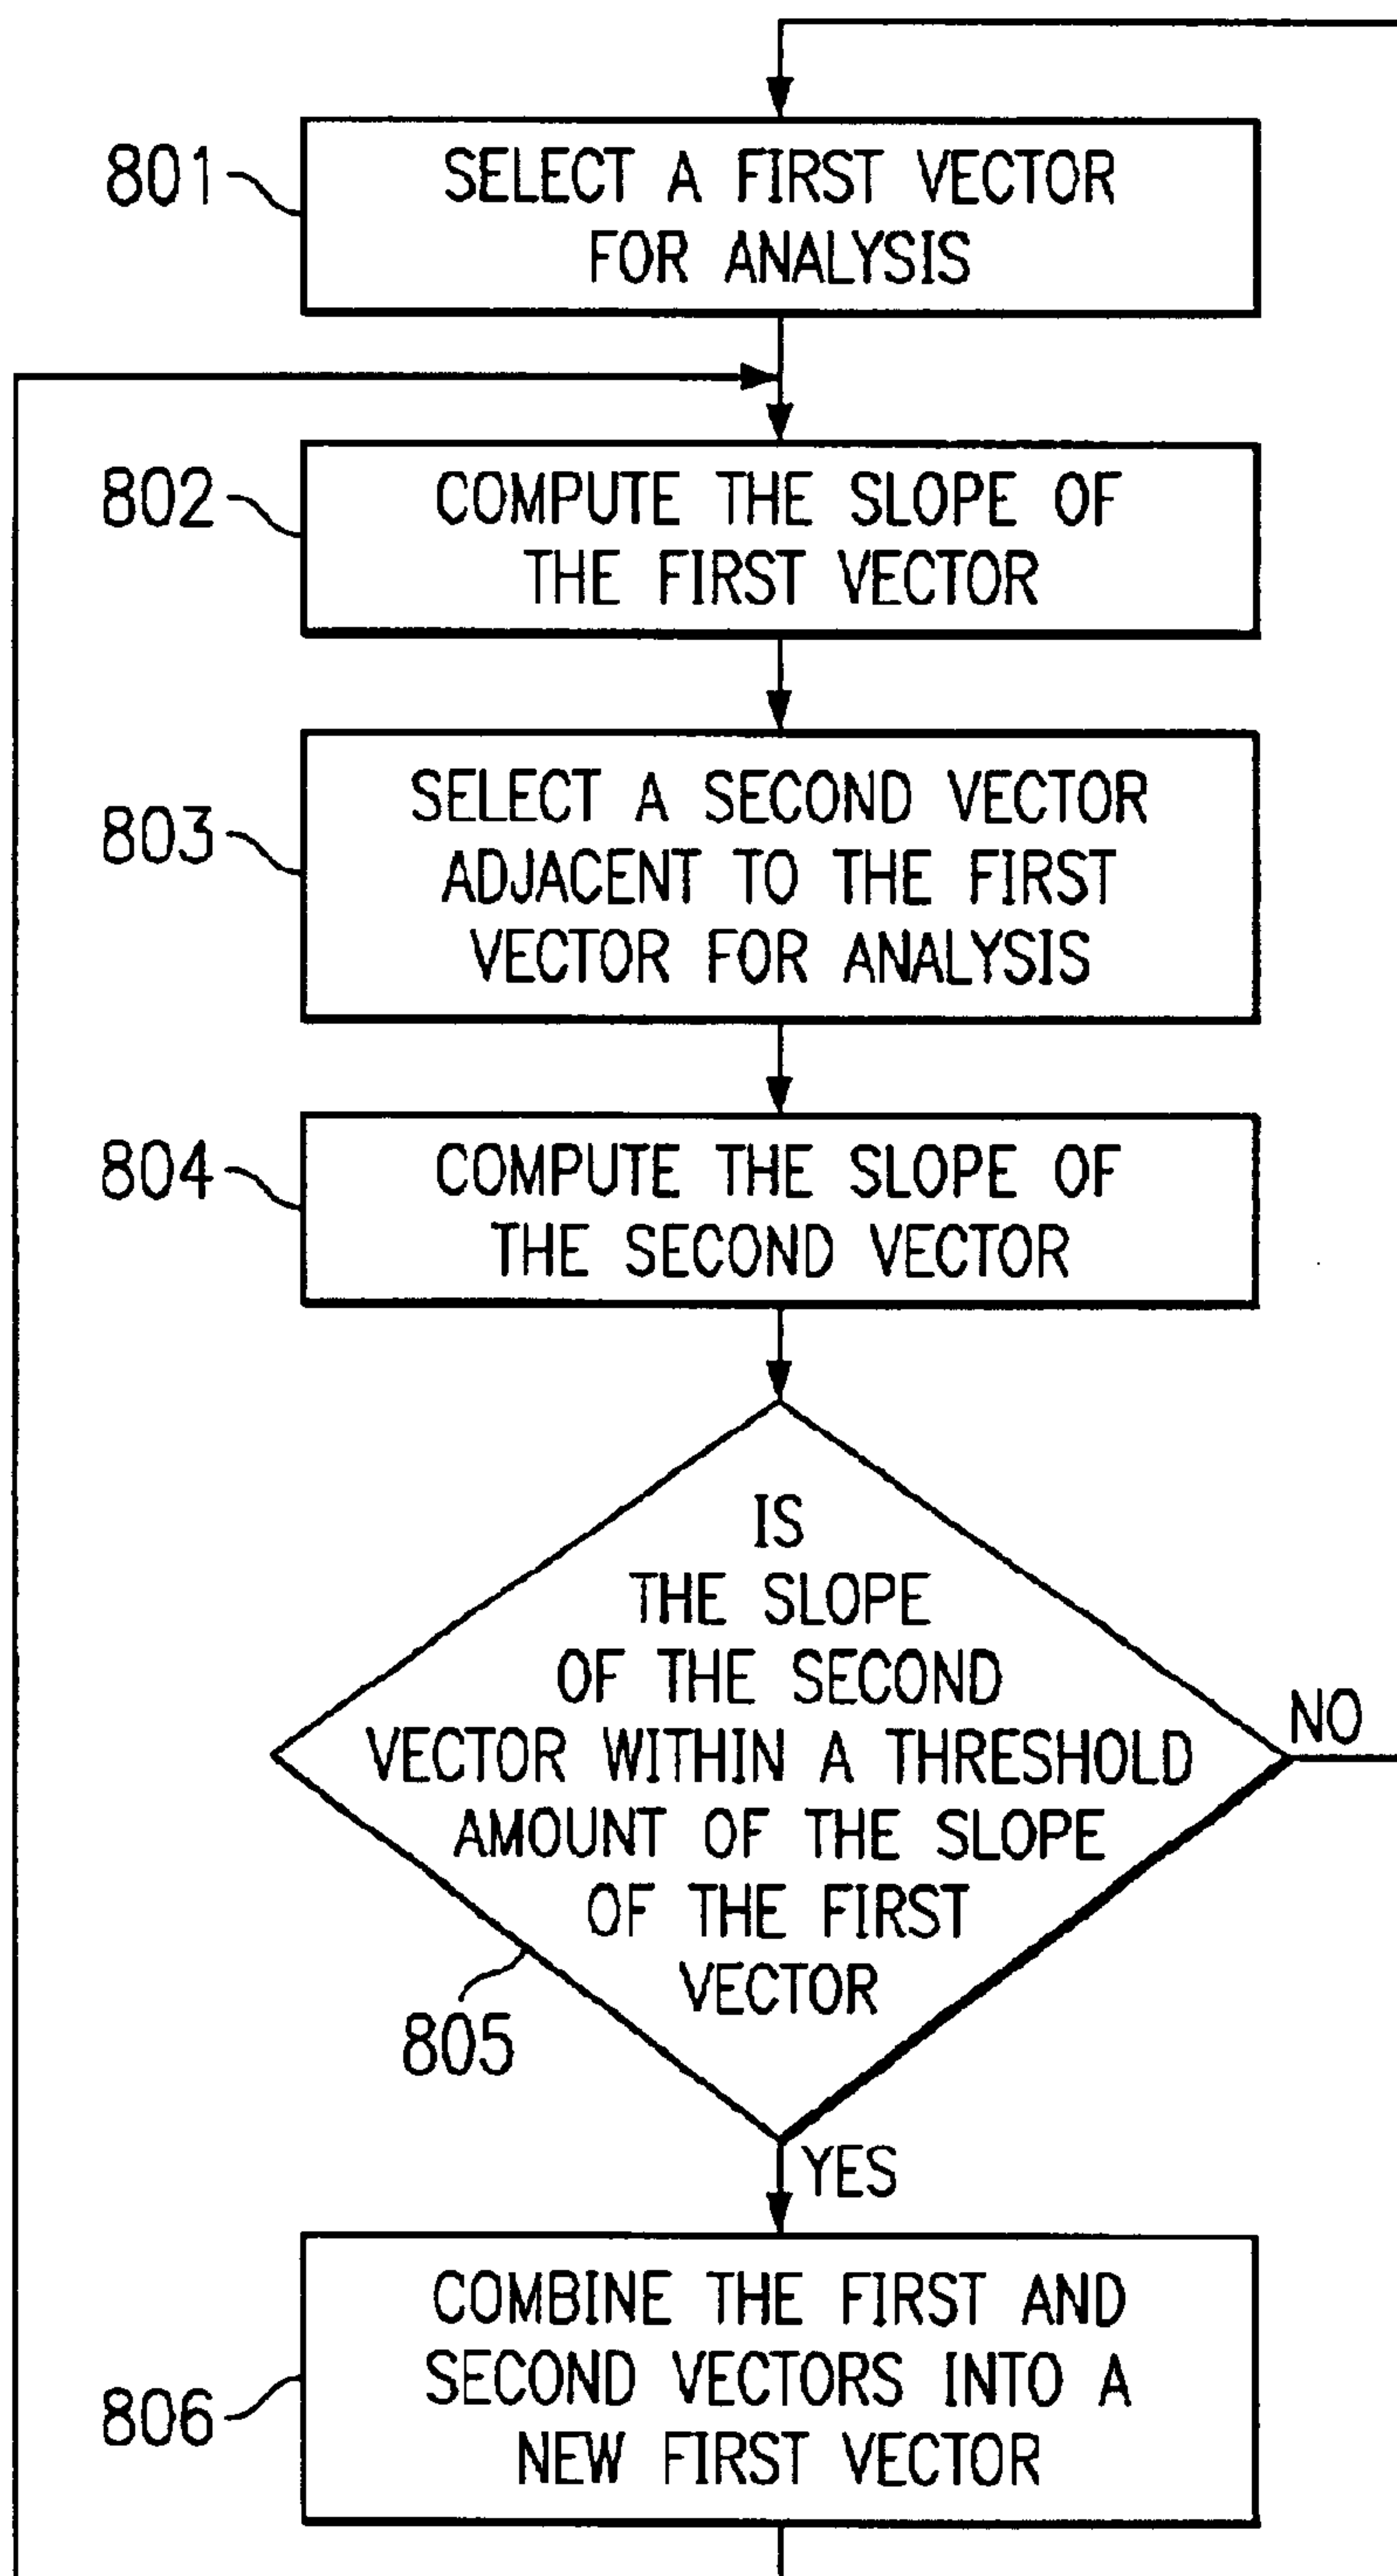 801
SELECT A FIRST VECTOR
FOR ANALYSIS
802
COMPUTE THE SLOPE OF
THE FIRST VECTOR
803
SELECT A SECOND VECTOR
ADJACENT TO THE FIRST
VECTOR FOR ANALYSIS
804
COMPUTE THE SLOPE OF
THE SECOND VECTOR
IS
THE SLOPE
OF THE SECOND
VECTOR WITHIN A THRESHOLD
AMOUNT OF THE SLOPE
OF THE FIRST
VECTOR
NO
805
YES
806
COMBINE THE FIRST AND
SECOND VECTORS INTO A
NEW FIRST VECTOR